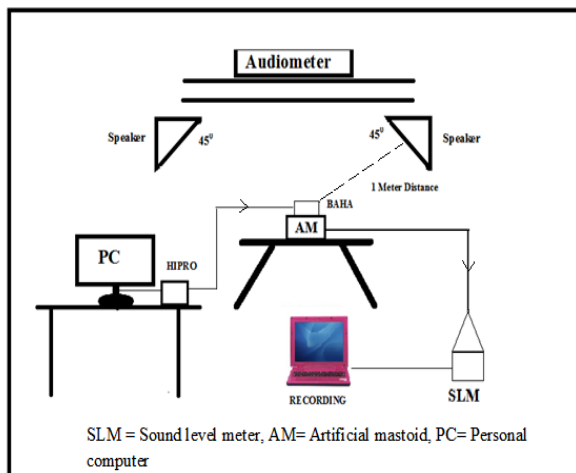 Audiometer
Speaker
45⁰
45⁰
Speaker
1 Meter Distance
BAHA
AM
PC
HIPRO
RECORDING
SLM
SLM = Sound level meter, AM= Artificial mastoid, PC= Personal
computer